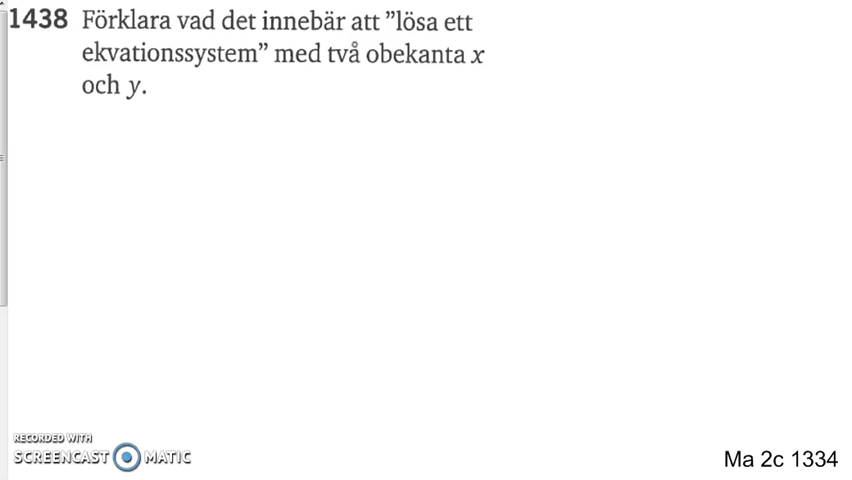 1438 Förklara vad det innebär att ”lösa ett
ekvationssystem” med två obekanta x
och y.
RECORDED WITH
SCREENCAST MATIC
Ma 2c 1334